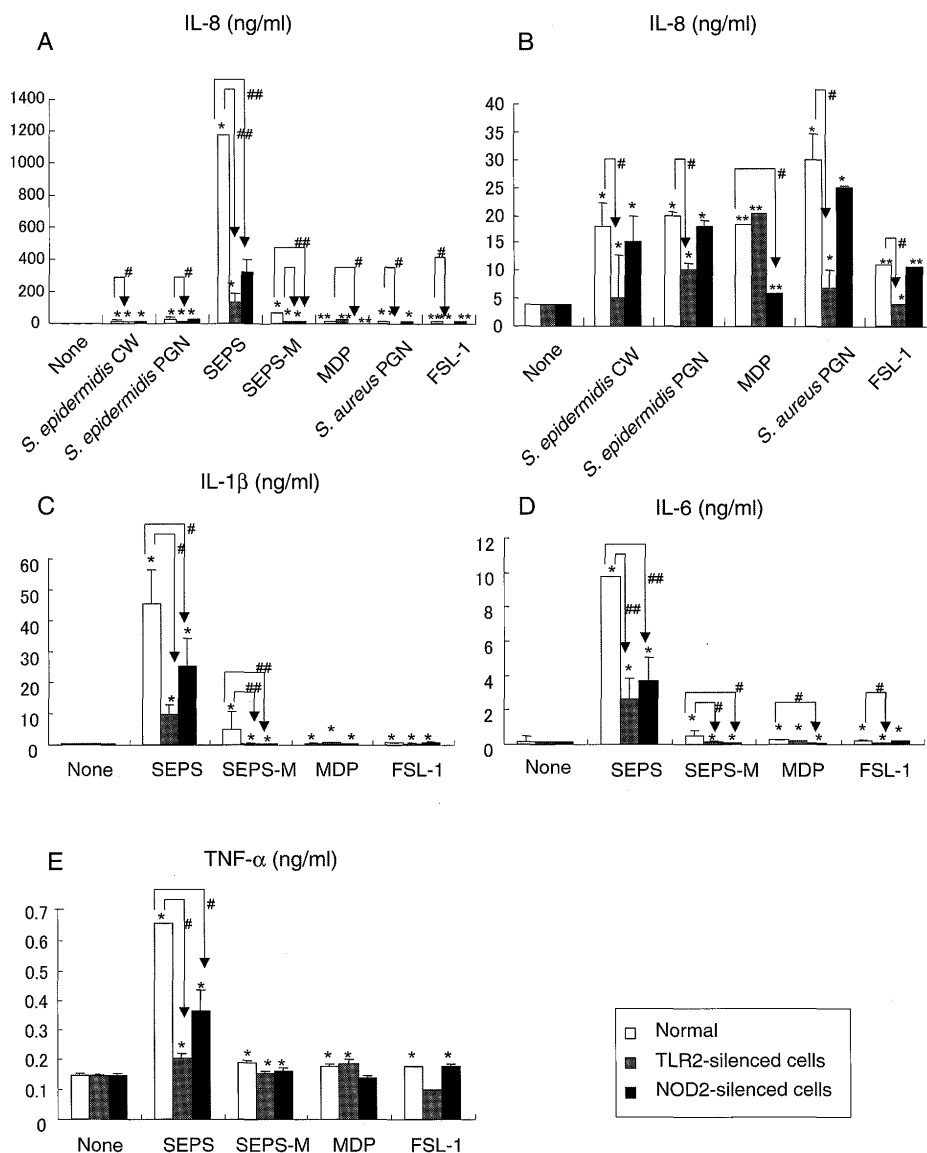 A
IL-8 (ng/ml)
1400
1200
1000
800
600
400
200
0
## ## ## # # # # #
* ** * * * * * * * * * * ** ** ** * ** ** **
None
S. epidermidis CW
S. epidermidis PGN
SEPS
SEPS-M
MDP
S. aureus PGN
FSL-1
B
IL-8 (ng/ml)
40
35
30
25
20
15
10
5
0
# # # # #
* * * * * * ** ** ** * * * ** * **
None
S. epidermidis CW
S. epidermidis PGN
MDP
S. aureus PGN
FSL-1
C
IL-1β (ng/ml)
60
50
40
30
20
10
0
# # ## ##
* * * * * * * * * * * *
None
SEPS
SEPS-M
MDP
FSL-1
D
IL-6 (ng/ml)
12
10
8
6
4
2
0
## ## # # # #
* * * * * * * * * * * *
None
SEPS
SEPS-M
MDP
FSL-1
E
TNF-α (ng/ml)
0.7
0.6
0.5
0.4
0.3
0.2
0.1
0
# #
* * * * * * * * * *
None
SEPS
SEPS-M
MDP
FSL-1
Normal
TLR2-silenced cells
NOD2-silenced cells